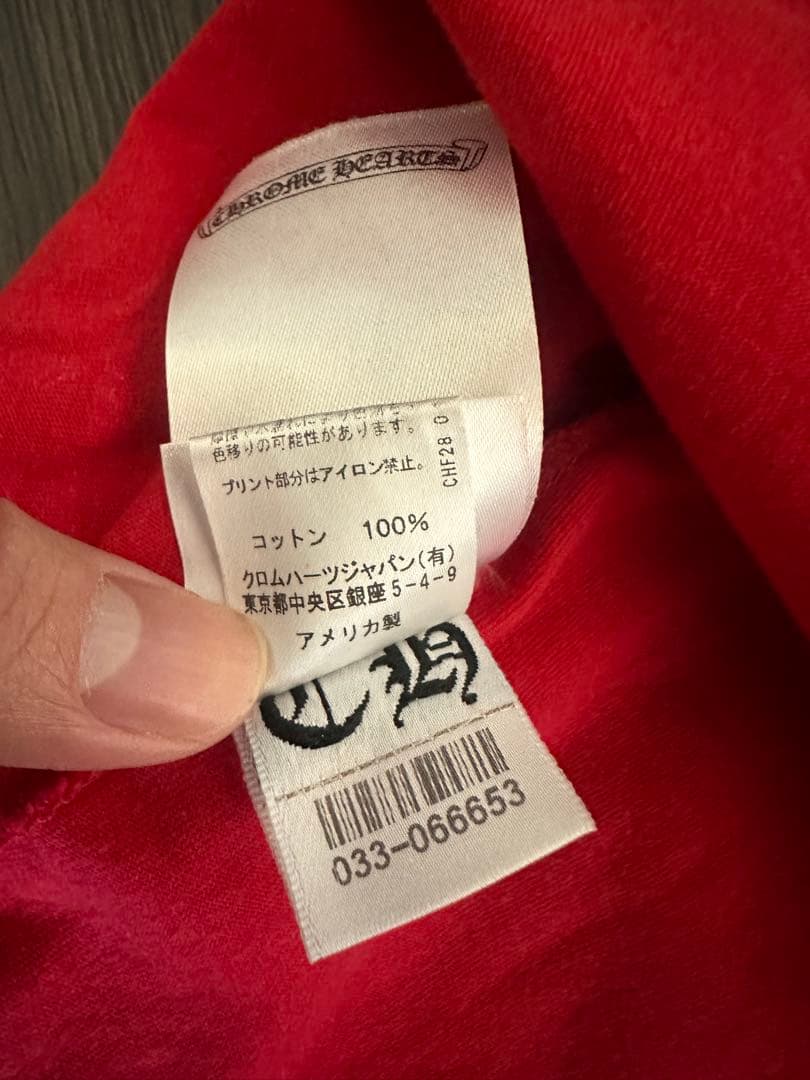 CHROME HEARTS
色移りの可能性があります。
プリント部分はアイロン禁止。
CHF28 0
コットン 100%
クロムハーツジャパン(有)
東京都中央区銀座5-4-9
アメリカ製
CH
033-066653